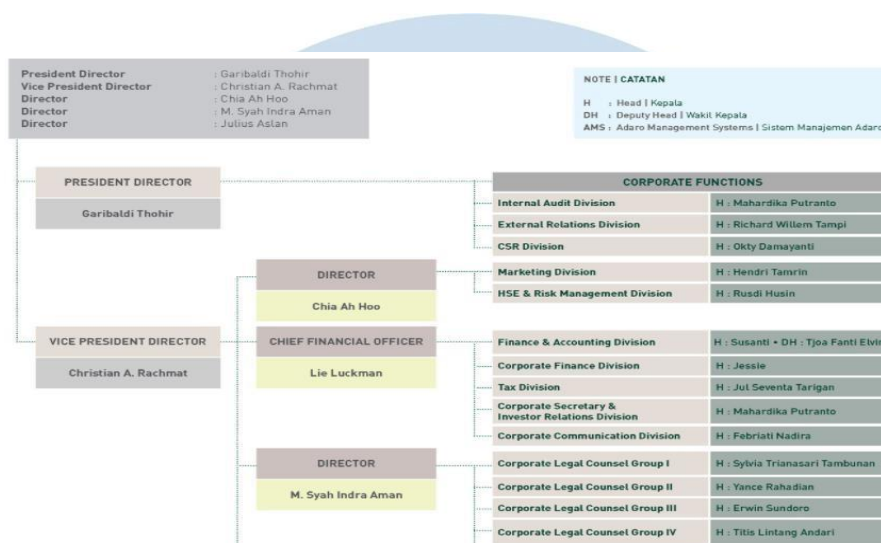 President Director : Garibaldi Thohir
Vice President Director : Christian A. Rachmat
Director : Chia Ah Hoo
Director : M. Syah Indra Aman
Director : Julius Aslan
NOTE | CATATAN
H : Head | Kepala
DH : Deputy Head | Wakil Kepala
AMS : Adaro Management Systems | Sistem Manajemen Adaro
PRESIDENT DIRECTOR
Garibaldi Thohir
CORPORATE FUNCTIONS
Internal Audit Division H : Mahardika Putranto
External Relations Division H : Richard Willem Tampi
CSR Division H : Okty Damayanti
DIRECTOR
Chia Ah Hoo
Marketing Division H : Hendri Tamrin
HSE & Risk Management Division H : Rusdi Husin
VICE PRESIDENT DIRECTOR
Christian A. Rachmat
CHIEF FINANCIAL OFFICER
Lie Luckman
Finance & Accounting Division H : Susanti • DH : Tjoa Fanti Elvin
Corporate Finance Division H : Jessie
Tax Division H : Jul Seventa Tarigan
Corporate Secretary &
Investor Relations Division H : Mahardika Putranto
Corporate Communication Division H : Febriati Nadira
DIRECTOR
M. Syah Indra Aman
Corporate Legal Counsel Group I H : Sylvia Trianasari Tambunan
Corporate Legal Counsel Group II H : Yance Rahadian
Corporate Legal Counsel Group III H : Erwin Sundoro
Corporate Legal Counsel Group IV H : Titis Lintang Andari